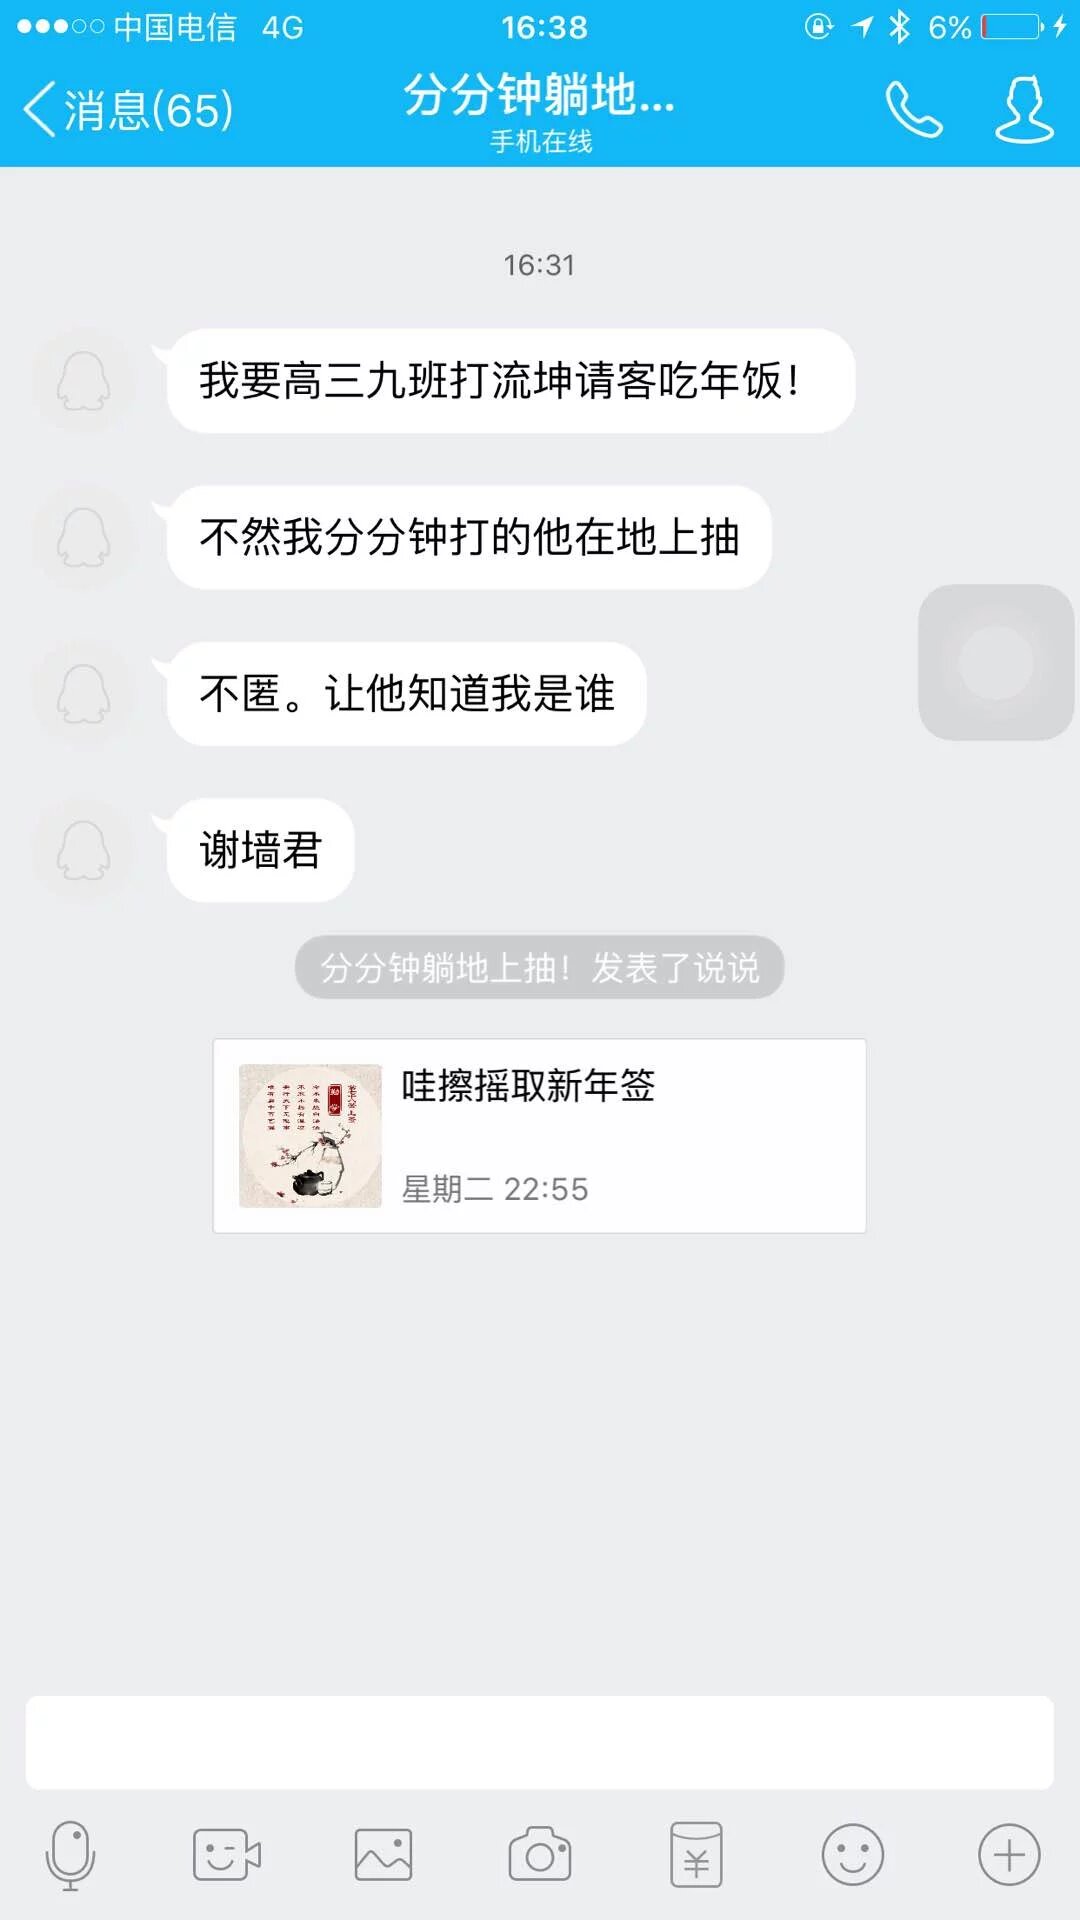 中国电信 4G 16:38 6%
消息(65)
分分钟躺地...
手机在线
16:31
我要高三九班打流坤请客吃年饭！
不然我分分钟打的他在地上抽
不匿。让他知道我是谁
谢墙君
分分钟躺地上抽！发表了说说
哇擦摇取新年签
星期二 22:55